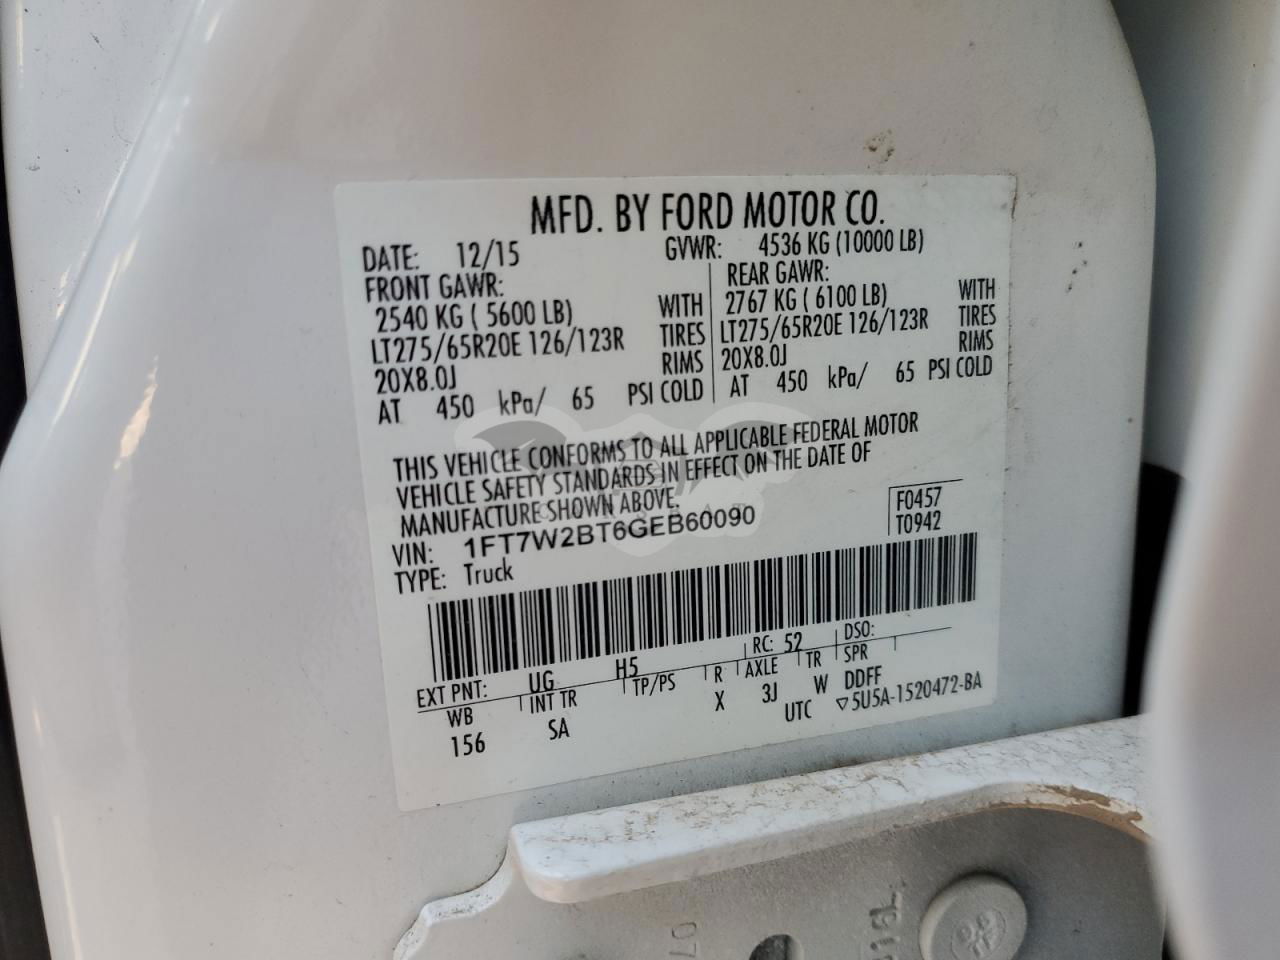 MFD. BY FORD MOTOR CO.
DATE: 12/15 GVWR: 4536 KG (10000 LB)
FRONT GAWR: REAR GAWR:
2540 KG ( 5600 LB) WITH 2767 KG ( 6100 LB) WITH
LT275/65R20E 126/123R TIRES LT275/65R20E 126/123R TIRES
20X8.0J RIMS 20X8.0J RIMS
AT 450 kPa/ 65 PSI COLD AT 450 kPa/ 65 PSI COLD
THIS VEHICLE CONFORMS TO ALL APPLICABLE FEDERAL MOTOR
VEHICLE SAFETY STANDARDS IN EFFECT ON THE DATE OF
MANUFACTURE SHOWN ABOVE.
VIN: 1FT7W2BT6GEB60090 F0457
TYPE: Truck T0942
EXT PNT: UG H5 RC: 52 DSO:
WB INT TR TP/PS R AXLE TR SPR
156 SA X 3J W DDFF
UTC ▽5U5A-1520472-BA